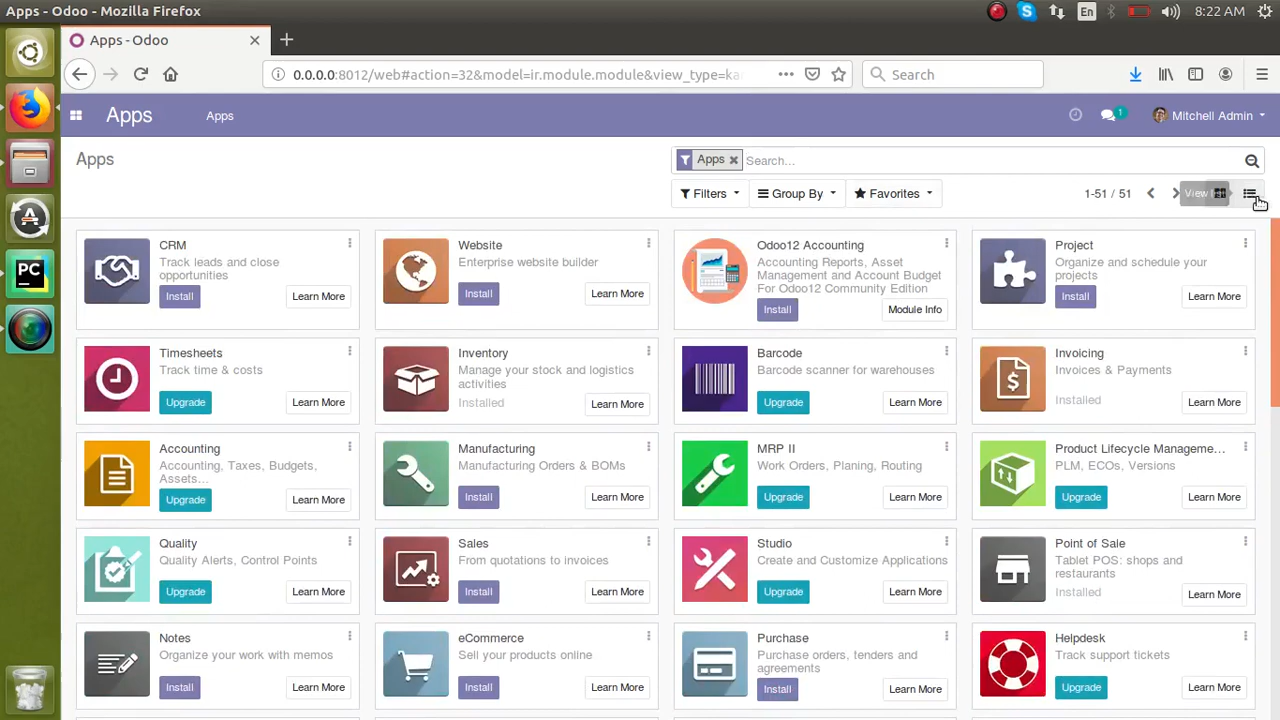 Apps - Odoo - Mozilla Firefox
En
8:22 AM
Apps - Odoo
0.0.0.0:8012/web#action=32&model=ir.module.module&view_type=ka
Search
Apps
Apps
1
Mitchell Admin
Apps
Apps
Search...
Filters
Group By
Favorites
1-51 / 51
View
CRM
Track leads and close
opportunities
Install
Learn More
Website
Enterprise website builder
Install
Learn More
Odoo12 Accounting
Accounting Reports, Asset
Management and Account Budget
For Odoo12 Community Edition
Install
Module Info
Project
Organize and schedule your
projects
Install
Learn More
Timesheets
Track time & costs
Upgrade
Learn More
Inventory
Manage your stock and logistics
activities
Installed
Learn More
Barcode
Barcode scanner for warehouses
Upgrade
Learn More
Invoicing
Invoices & Payments
Installed
Learn More
Accounting
Accounting, Taxes, Budgets,
Assets...
Upgrade
Learn More
Manufacturing
Manufacturing Orders & BOMs
Install
Learn More
MRP II
Work Orders, Planing, Routing
Upgrade
Learn More
Product Lifecycle Manageme...
PLM, ECOs, Versions
Upgrade
Learn More
Quality
Quality Alerts, Control Points
Upgrade
Learn More
Sales
From quotations to invoices
Install
Learn More
Studio
Create and Customize Applications
Upgrade
Learn More
Point of Sale
Tablet POS: shops and
restaurants
Installed
Learn More
Notes
Organize your work with memos
Install
Learn More
eCommerce
Sell your products online
Install
Learn More
Purchase
Purchase orders, tenders and
agreements
Install
Learn More
Helpdesk
Track support tickets
Upgrade
Learn More
PC